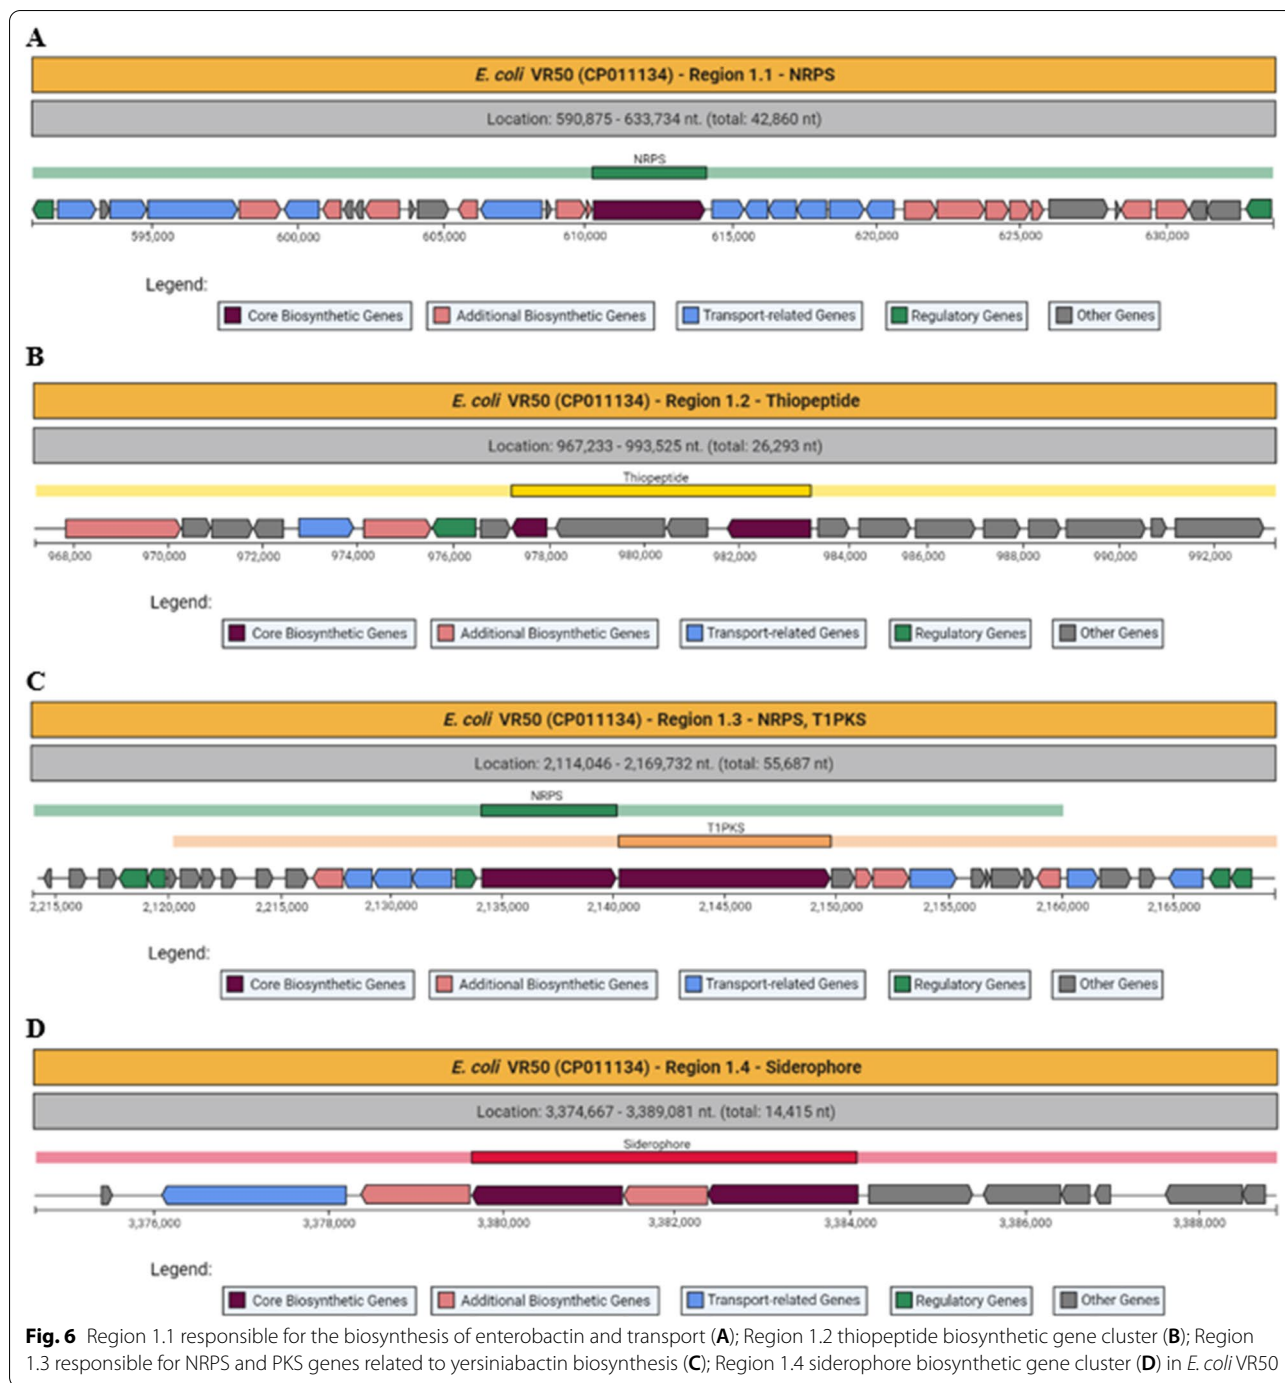 A
E. coli VR50 (CP011134) - Region 1.1 - NRPS
Location: 590,875 - 633,734 nt. (total: 42,860 nt)
NRPS
595,000 600,000 605,000 610,000 615,000 620,000 625,000 630,000
Legend:
Core Biosynthetic Genes Additional Biosynthetic Genes Transport-related Genes Regulatory Genes Other Genes
B
E. coli VR50 (CP011134) - Region 1.2 - Thiopeptide
Location: 967,233 - 993,525 nt. (total: 26,293 nt)
Thiopeptide
968,000 970,000 972,000 974,000 976,000 978,000 980,000 982,000 984,000 986,000 988,000 990,000 992,000
Legend:
Core Biosynthetic Genes Additional Biosynthetic Genes Transport-related Genes Regulatory Genes Other Genes
C
E. coli VR50 (CP011134) - Region 1.3 - NRPS, T1PKS
Location: 2,114,046 - 2,169,732 nt. (total: 55,687 nt)
NRPS
T1PKS
2,215,000 2,120,000 2,215,000 2,130,000 2,135,000 2,140,000 2,145,000 2,150,000 2,155,000 2,160,000 2,165,000
Legend:
Core Biosynthetic Genes Additional Biosynthetic Genes Transport-related Genes Regulatory Genes Other Genes
D
E. coli VR50 (CP011134) - Region 1.4 - Siderophore
Location: 3,374,667 - 3,389,081 nt. (total: 14,415 nt)
Siderophore
3,376,000 3,378,000 3,380,000 3,382,000 3,384,000 3,386,000 3,388,000
Legend:
Core Biosynthetic Genes Additional Biosynthetic Genes Transport-related Genes Regulatory Genes Other Genes
Fig. 6 Region 1.1 responsible for the biosynthesis of enterobactin and transport (A); Region 1.2 thiopeptide biosynthetic gene cluster (B); Region
1.3 responsible for NRPS and PKS genes related to yersiniabactin biosynthesis (C); Region 1.4 siderophore biosynthetic gene cluster (D) in E. coli VR50